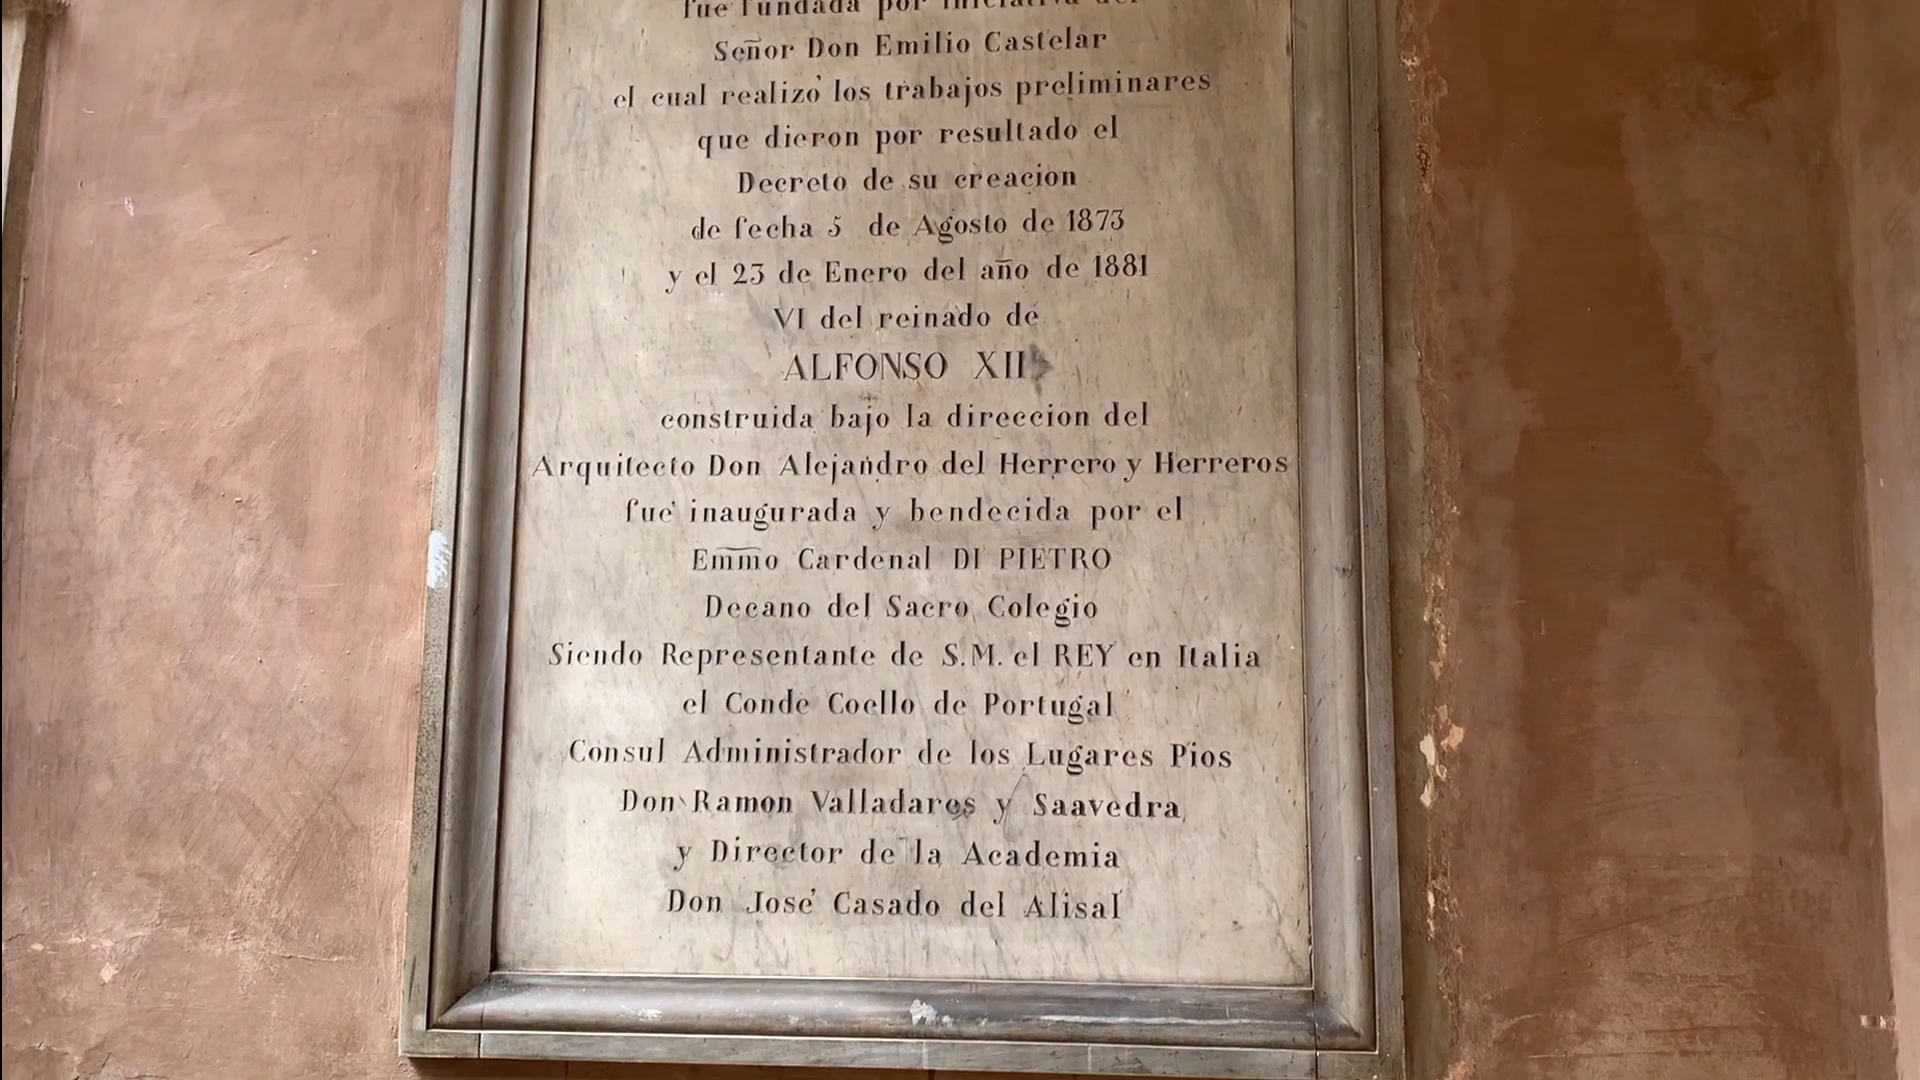 fue fundada por iniciativa del
Señor Don Emilio Castelar
el cual realizó los trabajos preliminares
que dieron por resultado el
Decreto de su creacion
de fecha 5 de Agosto de 1873
y el 23 de Enero del año de 1881
VI del reinado de
ALFONSO XII
construida bajo la direccion del
Arquitecto Don Alejandro del Herrero y Herreros
fué inaugurada y bendecida por el
Emmo Cardenal DI PIETRO
Decano del Sacro Colegio
Siendo Representante de S.M. el REY en Italia
el Conde Coello de Portugal
Consul Administrador de los Lugares Pios
Don Ramon Valladares y Saavedra
y Director de la Academia
Don José Casado del Alisal